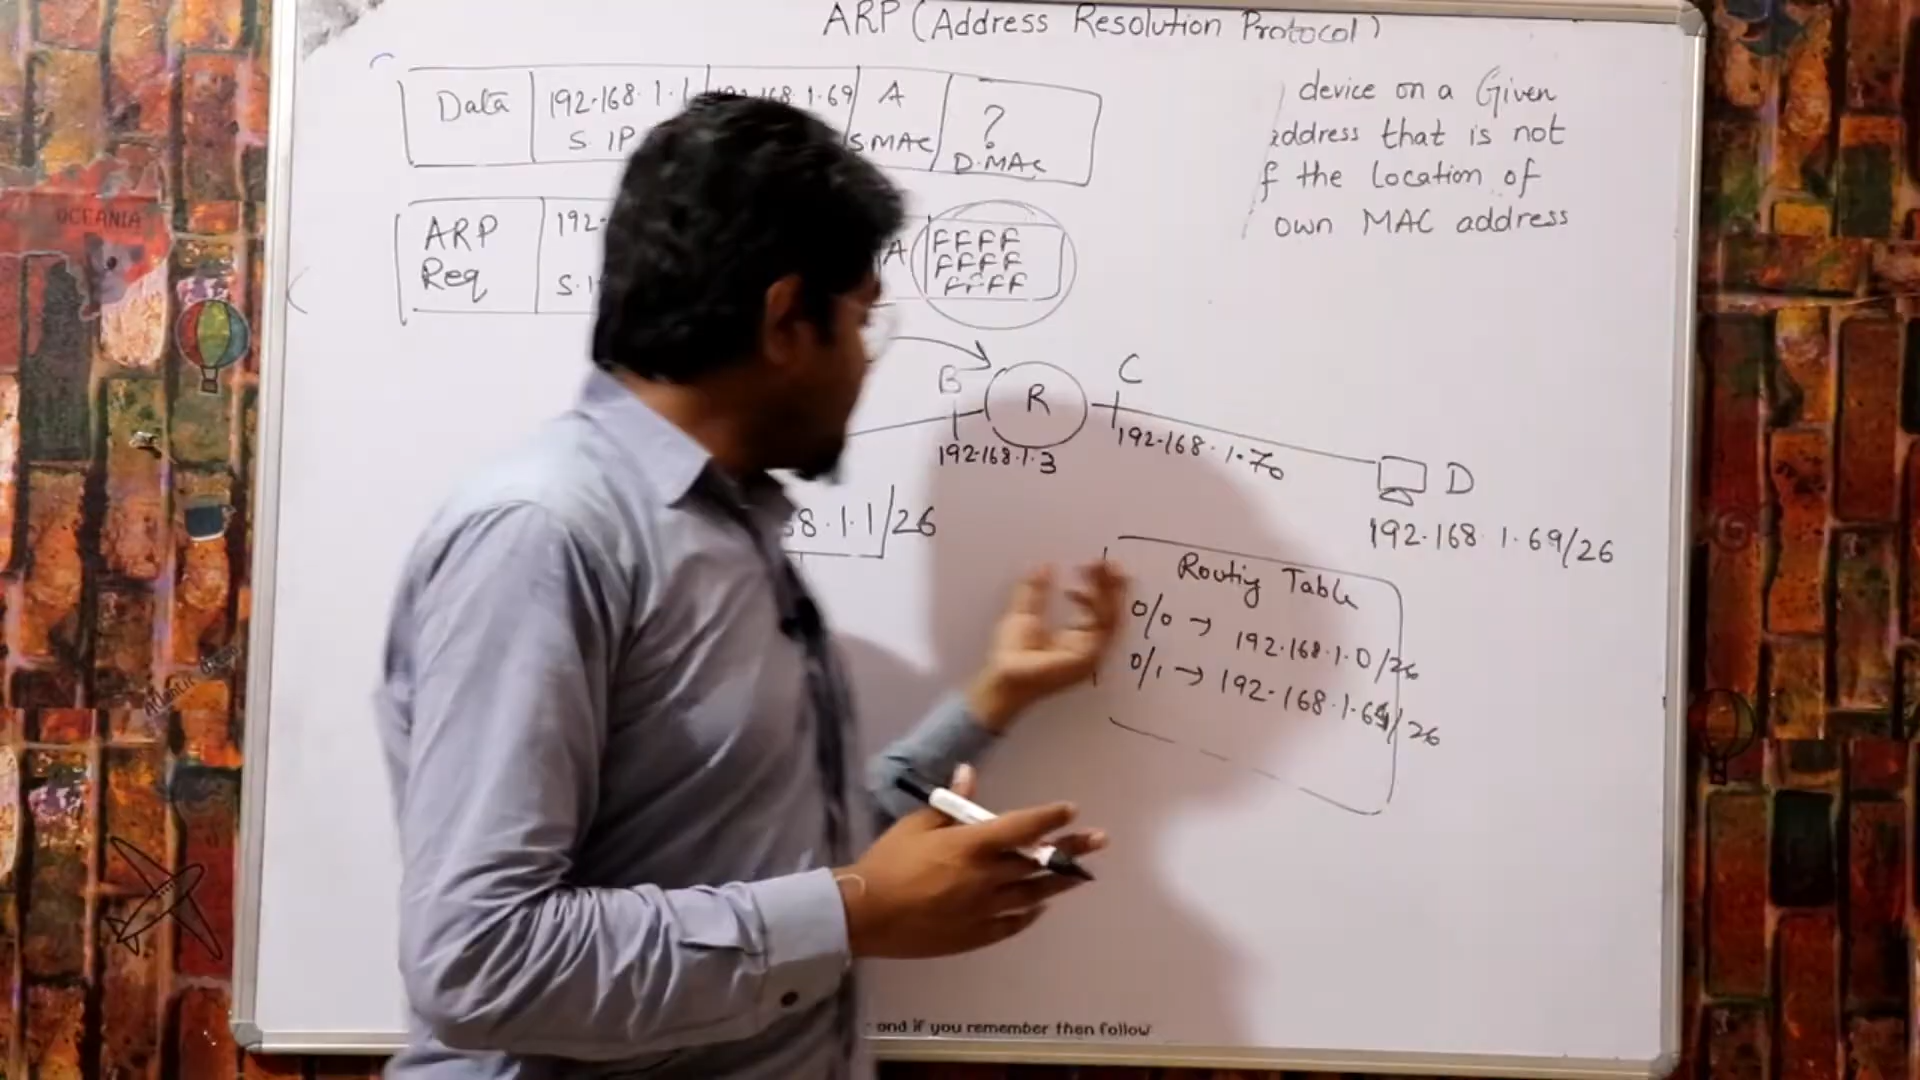 ARP (Address Resolution Protocol)
device on a Given
address that is not
f the location of
own MAC address
Data 192.168.1.1 168.1.69 A ?
S.IP S.MAC D.MAC
ARP 192. A FFFF
FFFF
Req S.I FFFF
B R C
192.168.1.3 192.168.1.70
D
192.168.1.69/26
68.1.1/26
Routing Table
0/0 → 192.168.1.0/26
0/1 → 192.168.1.64/26
OCEANIA
and if you remember then follow